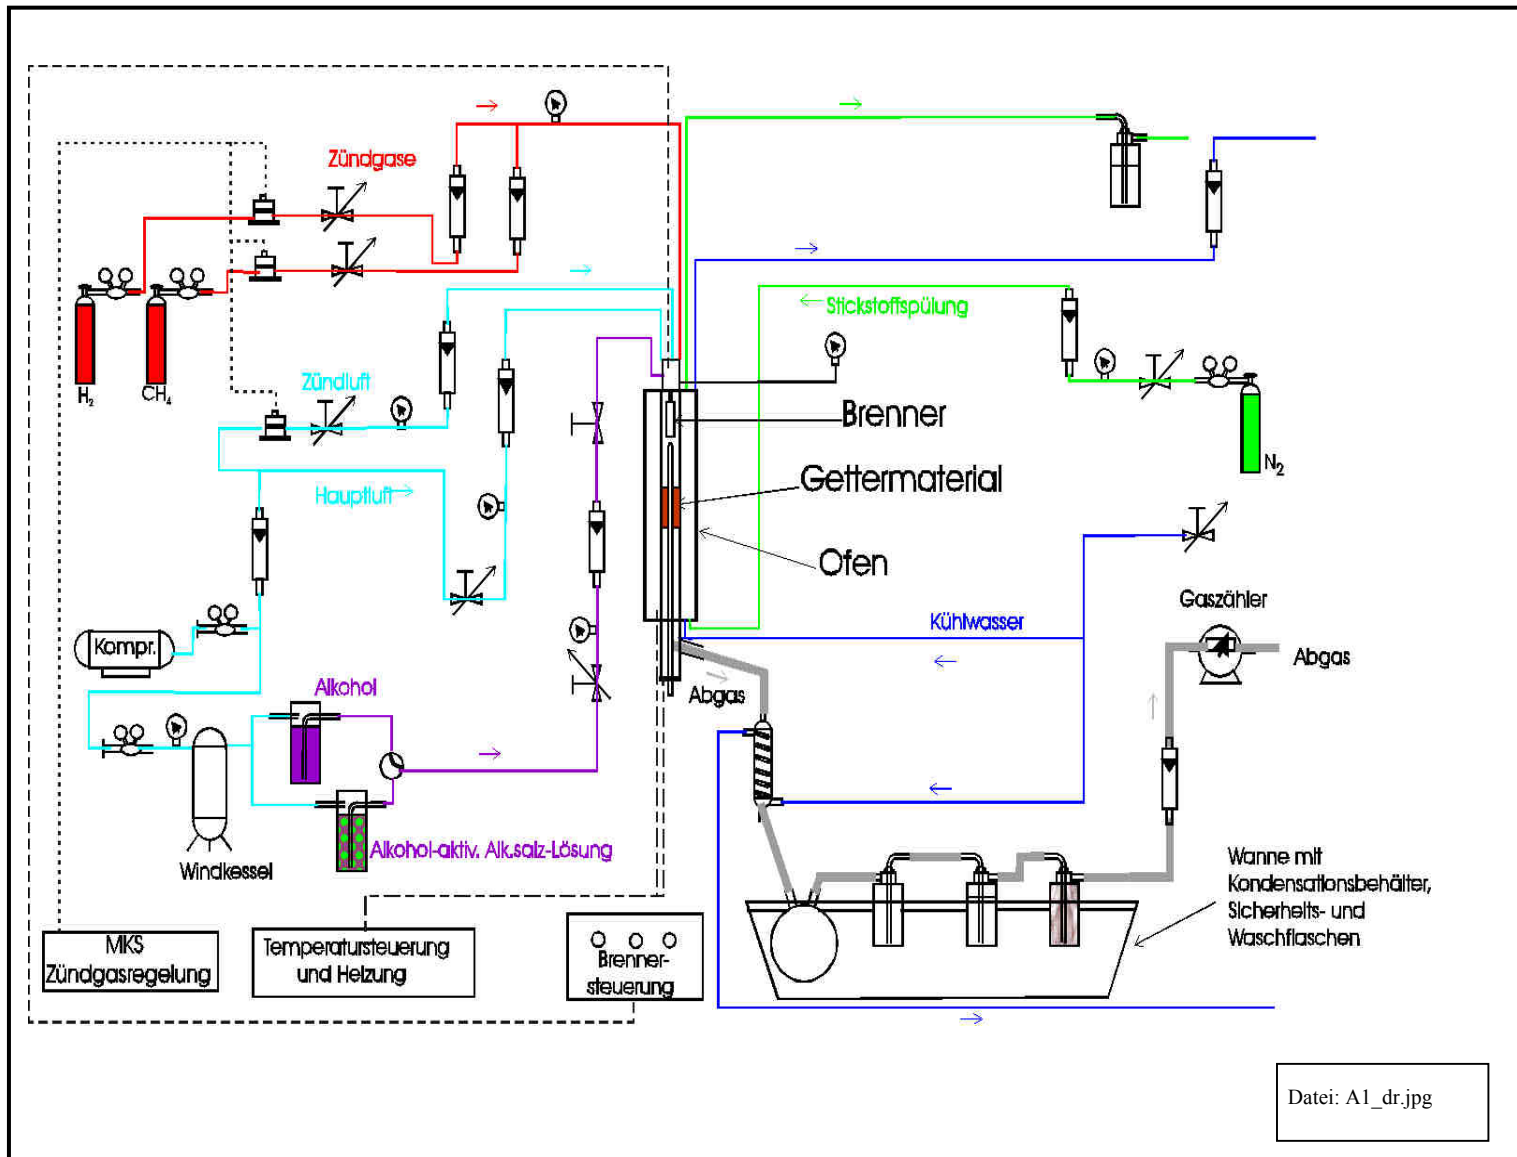 Zündgase
H₂
CH₄
Zündluft
Hauptluft
Kompr.
Alkohol
Alkohol-aktiv. Alk.salz-Lösung
Windkessel
MKS
Zündgasregelung
Temperatursteuerung
und Heizung
Brenner-
steuerung
Stickstoffspülung
Brenner
Gettermaterial
Ofen
N₂
Kühlwasser
Gaszähler
Abgas
Abgas
Wanne mit
Kondensationsbehälter,
Sicherheits- und
Waschflaschen
Datei: A1_dr.jpg